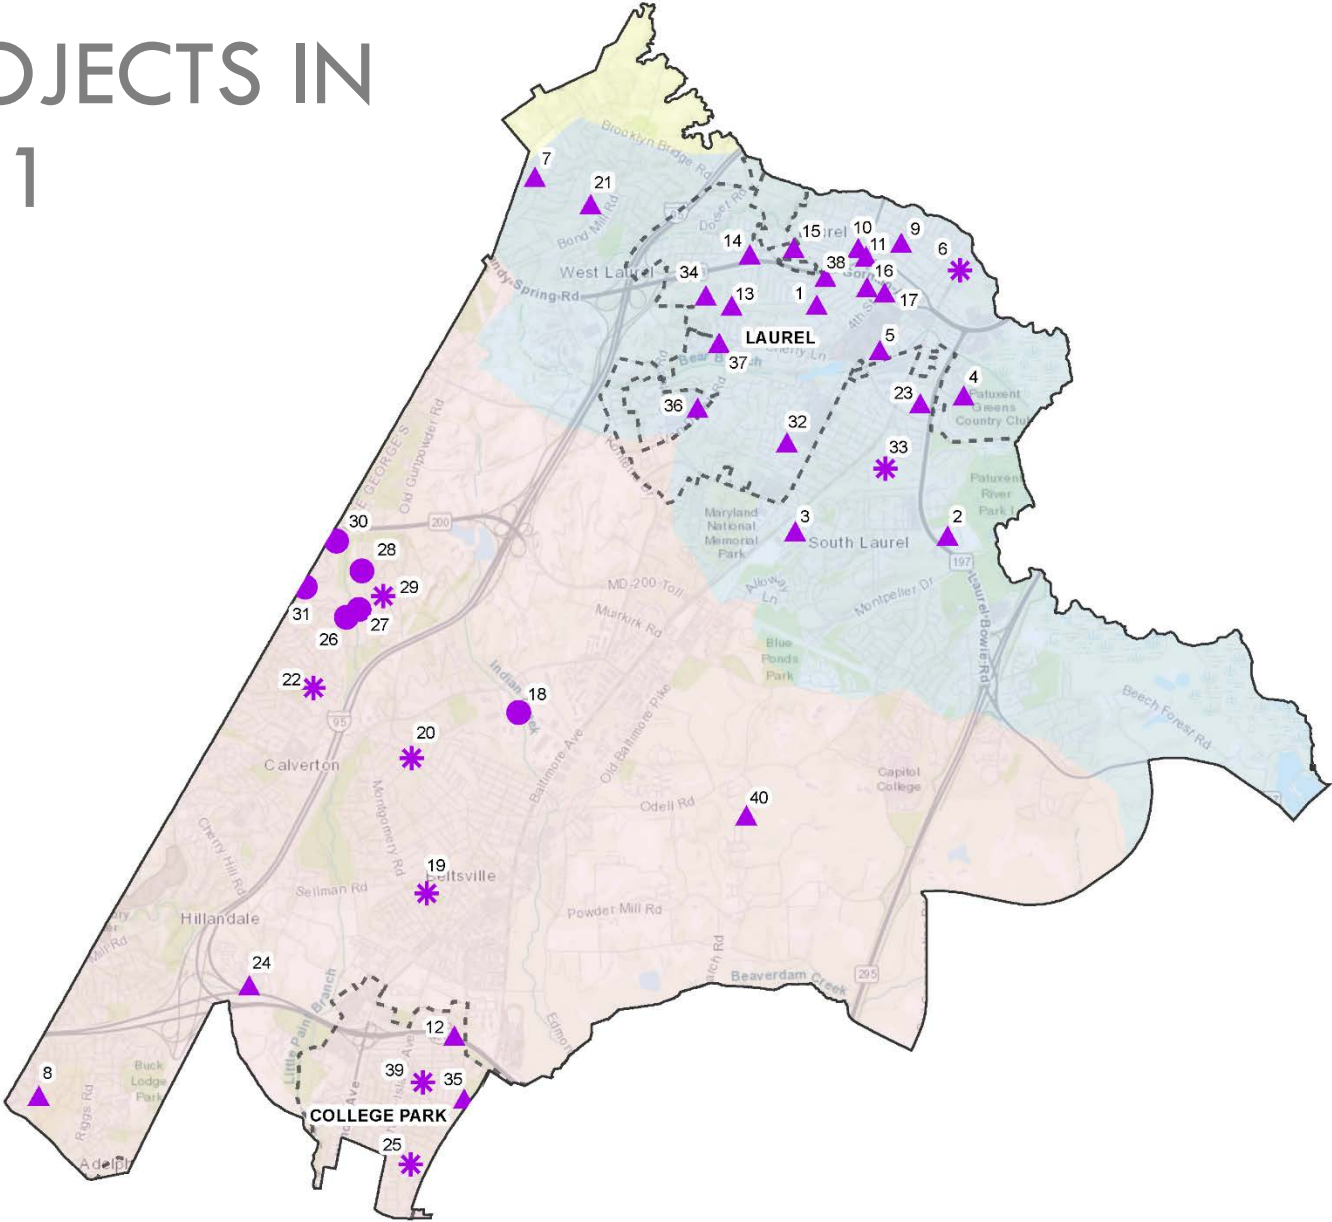 OJECTS IN
1
Brooklyn Bridge Rd
7
21
Bond Mill Rd
95
Dorset Rd
West Laurel
14
15
10
11
9
6
38
16
17
34
13
1
LAUREL
37
5
4
23
Patuxent
Greens
Country Club
36
32
33
Old Gunpowder Rd
Patuxent
River
Park
Maryland
National
Memorial
Park
3
South Laurel
2
197
30
200
28
29
31
26
27
MD-200 Toll
Muirkirk Rd
Alloway
Ln
Montpelier Dr
Laurel-Bowie Rd
Blue
Ponds
Park
22
95
18
20
Calverton
Old Baltimore Pike
Baltimore Ave
Beech Forest Rd
Capitol
College
40
Odell Rd
Montgomery Rd
Cherry Hill Rd
19
Beltsville
Sellman Rd
Hillandale
Powder Mill Rd
Beaverdam Creek
295
24
12
Little Paint Branch
8
Buck
Lodge
Park
Riggs Rd
39
35
COLLEGE PARK
25